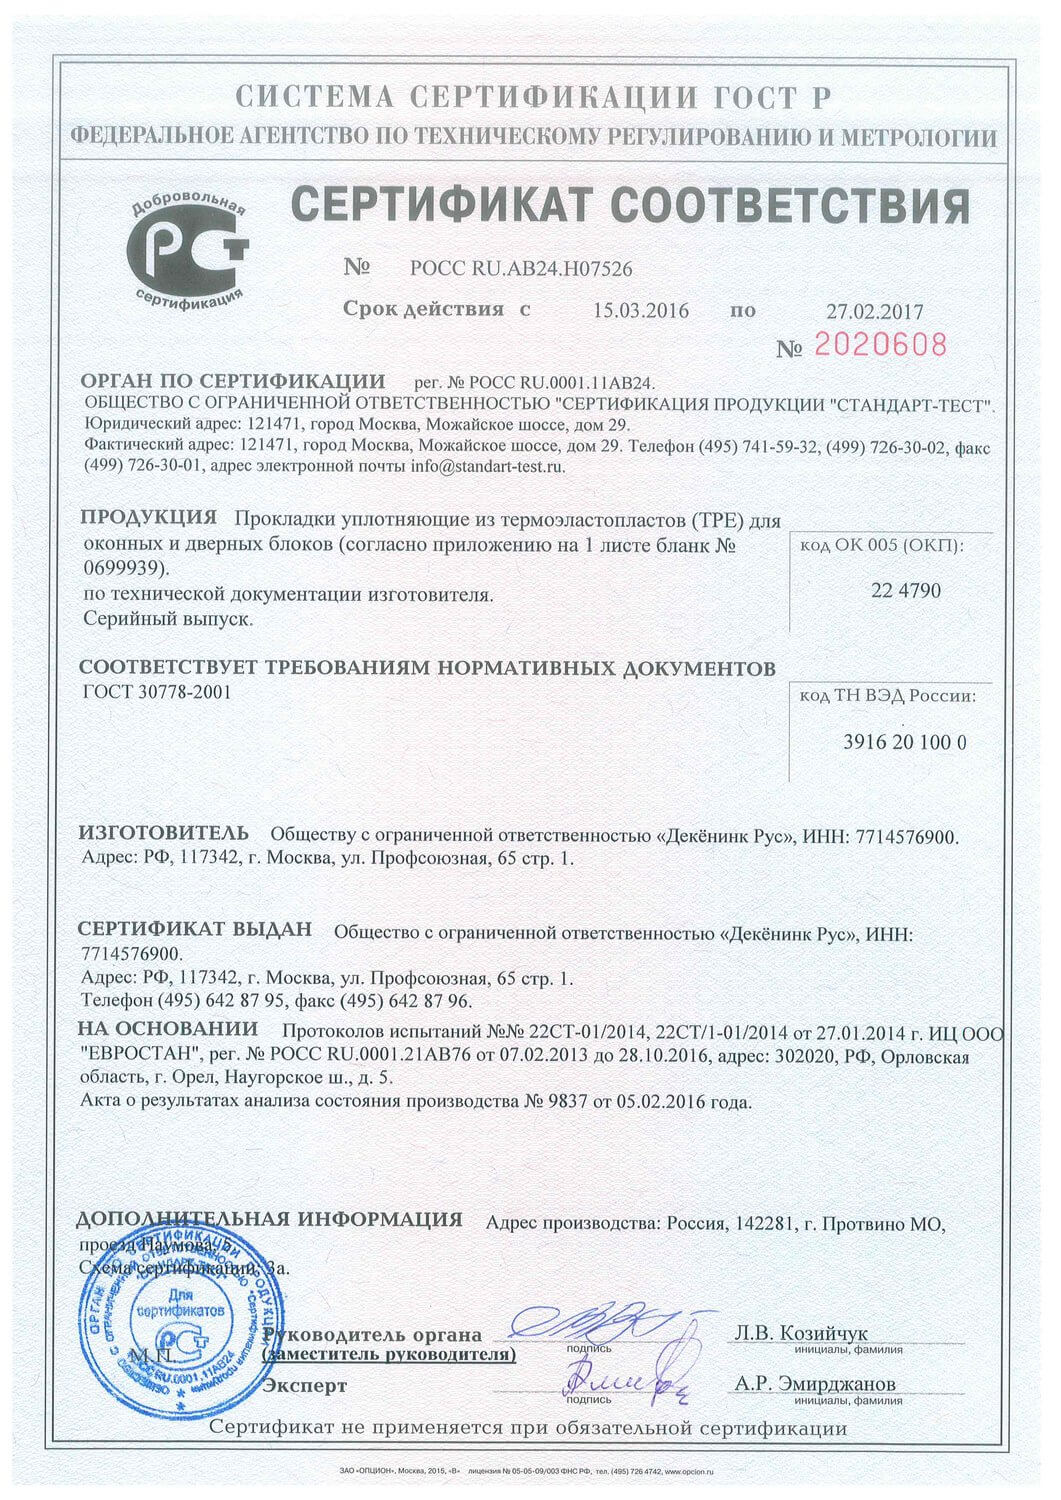 СИСТЕМА СЕРТИФИКАЦИИ ГОСТ Р
ФЕДЕРАЛЬНОЕ АГЕНТСТВО ПО ТЕХНИЧЕСКОМУ РЕГУЛИРОВАНИЮ И МЕТРОЛОГИИ
Добровольная
РСТ
сертификация
СЕРТИФИКАТ СООТВЕТСТВИЯ
№ РОСС RU.АВ24.Н07526
Срок действия с 15.03.2016 по 27.02.2017
№ 2020608
ОРГАН ПО СЕРТИФИКАЦИИ рег. № РОСС RU.0001.11АВ24.
ОБЩЕСТВО С ОГРАНИЧЕННОЙ ОТВЕТСТВЕННОСТЬЮ "СЕРТИФИКАЦИЯ ПРОДУКЦИИ "СТАНДАРТ-ТЕСТ".
Юридический адрес: 121471, город Москва, Можайское шоссе, дом 29.
Фактический адрес: 121471, город Москва, Можайское шоссе, дом 29. Телефон (495) 741-59-32, (499) 726-30-02, факс
(499) 726-30-01, адрес электронной почты info@standart-test.ru.
ПРОДУКЦИЯ Прокладки уплотняющие из термоэластопластов (ТРЕ) для
оконных и дверных блоков (согласно приложению на 1 листе бланк №
0699939).
по технической документации изготовителя.
Серийный выпуск.
код ОК 005 (ОКП):
22 4790
СООТВЕТСТВУЕТ ТРЕБОВАНИЯМ НОРМАТИВНЫХ ДОКУМЕНТОВ
ГОСТ 30778-2001
код ТН ВЭД России:
3916 20 100 0
ИЗГОТОВИТЕЛЬ Обществу с ограниченной ответственностью «Декёнинк Рус», ИНН: 7714576900.
Адрес: РФ, 117342, г. Москва, ул. Профсоюзная, 65 стр. 1.
СЕРТИФИКАТ ВЫДАН Общество с ограниченной ответственностью «Декёнинк Рус», ИНН:
7714576900.
Адрес: РФ, 117342, г. Москва, ул. Профсоюзная, 65 стр. 1.
Телефон (495) 642 87 95, факс (495) 642 87 96.
НА ОСНОВАНИИ Протоколов испытаний №№ 22СТ-01/2014, 22СТ/1-01/2014 от 27.01.2014 г. ИЦ ООО
"ЕВРОСТАН", рег. № РОСС RU.0001.21АВ76 от 07.02.2013 до 28.10.2016, адрес: 302020, РФ, Орловская
область, г. Орел, Наугорское ш., д. 5.
Акта о результатах анализа состояния производства № 9837 от 05.02.2016 года.
ДОПОЛНИТЕЛЬНАЯ ИНФОРМАЦИЯ Адрес производства: Россия, 142281, г. Протвино МО,
проезд Наумова, 5.
Схема сертификации: 3а.
ОРГАН ПО СЕРТИФИКАЦИИ ПРОДУКЦИИ
"СТАНДАРТ-ТЕСТ"
Для
сертификатов
РСТ
РОСС RU.0001.11АВ24
М.П.
Руководитель органа
(заместитель руководителя)
подпись
Л.В. Козийчук
инициалы, фамилия
Эксперт
подпись
А.Р. Эмирджанов
инициалы, фамилия
Сертификат не применяется при обязательной сертификации
ЗАО «ОПЦИОН», Москва, 2015, «В» лицензия № 05-05-09/003 ФНС РФ, тел. (495) 726 4742, www.opcion.ru